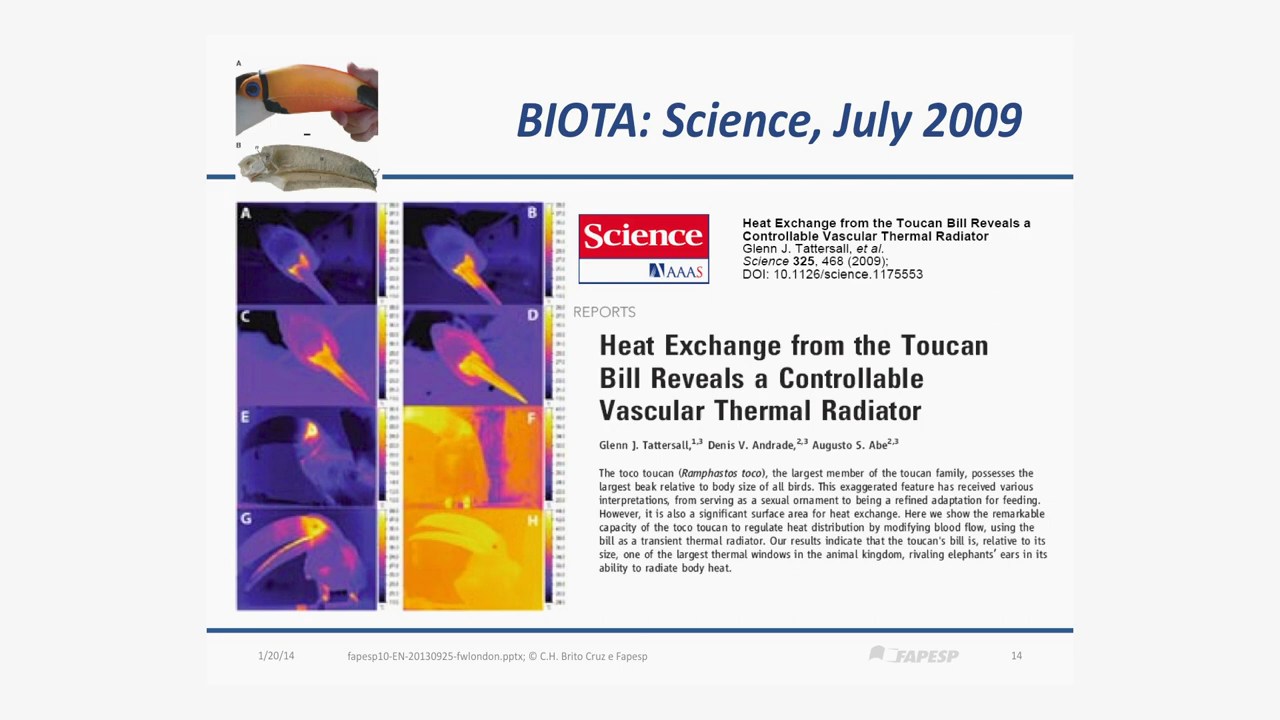 A
BIOTA: Science, July 2009
B
A
B
C
D
E
F
G
H
Science
AAAS
Heat Exchange from the Toucan Bill Reveals a
Controllable Vascular Thermal Radiator
Glenn J. Tattersall, et al.
Science 325, 468 (2009);
DOI: 10.1126/science.1175553
REPORTS
Heat Exchange from the Toucan
Bill Reveals a Controllable
Vascular Thermal Radiator
Glenn J. Tattersall,1,3 Denis V. Andrade,2,3 Augusto S. Abe2,3
The toco toucan (Ramphastos toco), the largest member of the toucan family, possesses the
largest beak relative to body size of all birds. This exaggerated feature has received various
interpretations, from serving as a sexual ornament to being a refined adaptation for feeding.
However, it is also a significant surface area for heat exchange. Here we show the remarkable
capacity of the toco toucan to regulate heat distribution by modifying blood flow, using the
bill as a transient thermal radiator. Our results indicate that the toucan's bill is, relative to its
size, one of the largest thermal windows in the animal kingdom, rivaling elephants' ears in its
ability to radiate body heat.
1/20/14
fapesp10-EN-20130925-fwlondon.pptx; © C.H. Brito Cruz e Fapesp
FAPESP
14